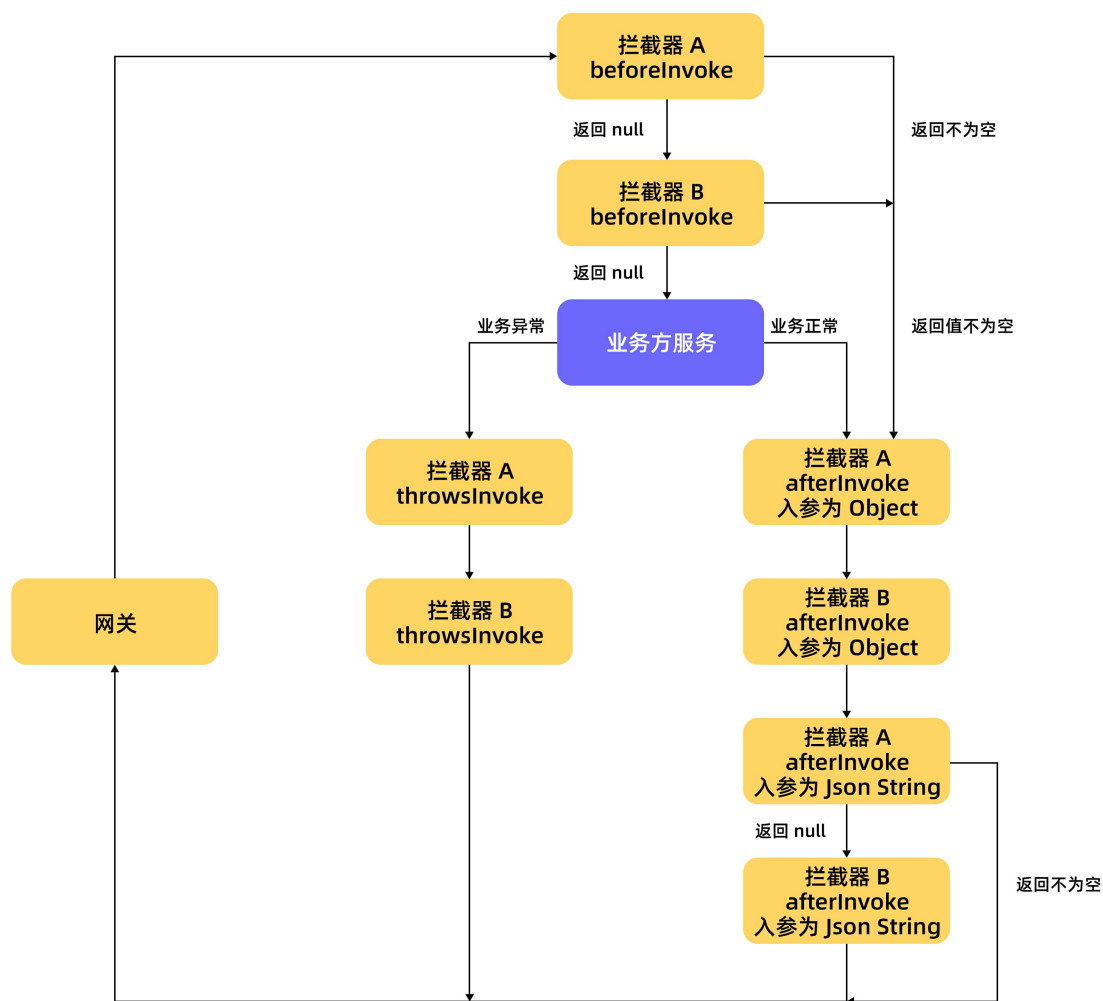 拦截器 A
beforeInvoke
返回 null
返回不为空
拦截器 B
beforeInvoke
返回 null
业务异常
业务方服务
业务正常
返回值不为空
拦截器 A
throwsInvoke
拦截器 A
afterInvoke
入参为 Object
网关
拦截器 B
throwsInvoke
拦截器 B
afterInvoke
入参为 Object
拦截器 A
afterInvoke
入参为 Json String
返回 null
拦截器 B
afterInvoke
入参为 Json String
返回不为空